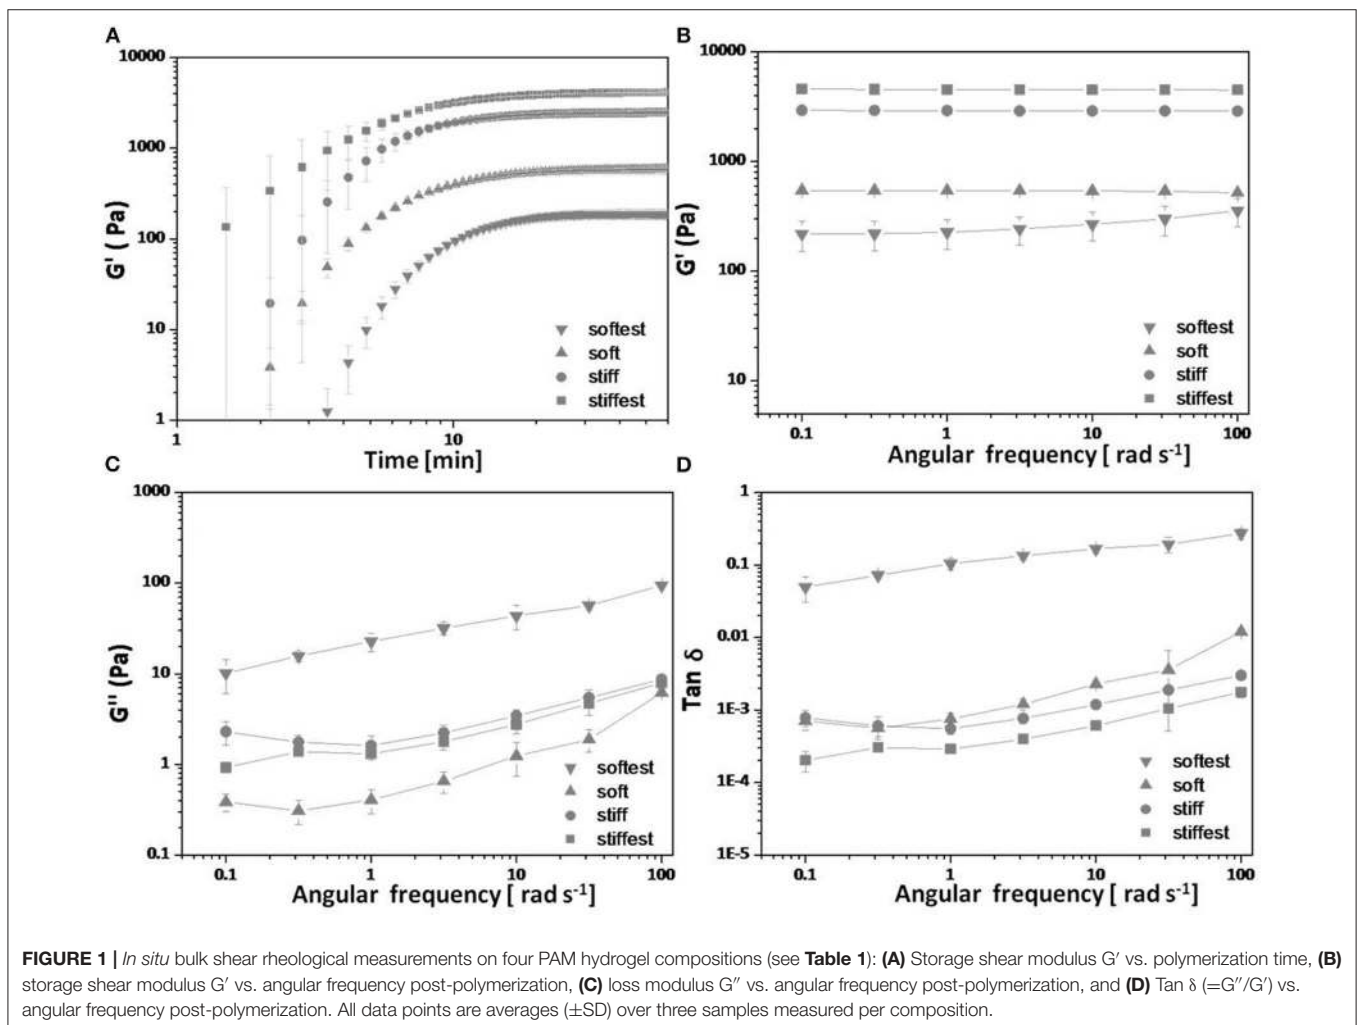 A
10000
1000
100
10
1
G' ( Pa)
1
10
Time [min]
softest
soft
stiff
stiffest
B
10000
1000
100
10
G' (Pa)
0.1
1
10
100
Angular frequency [ rad s-1]
softest
soft
stiff
stiffest
C
1000
100
10
1
0.1
G'' (Pa)
0.1
1
10
100
Angular frequency [ rad s-1]
softest
soft
stiff
stiffest
D
1
0.1
0.01
1E-3
1E-4
1E-5
Tan δ
0.1
1
10
100
Angular frequency [ rad s-1]
softest
soft
stiff
stiffest
FIGURE 1 | In situ bulk shear rheological measurements on four PAM hydrogel compositions (see Table 1): (A) Storage shear modulus G′ vs. polymerization time, (B)
storage shear modulus G′ vs. angular frequency post-polymerization, (C) loss modulus G″ vs. angular frequency post-polymerization, and (D) Tan δ (=G″/G′) vs.
angular frequency post-polymerization. All data points are averages (±SD) over three samples measured per composition.